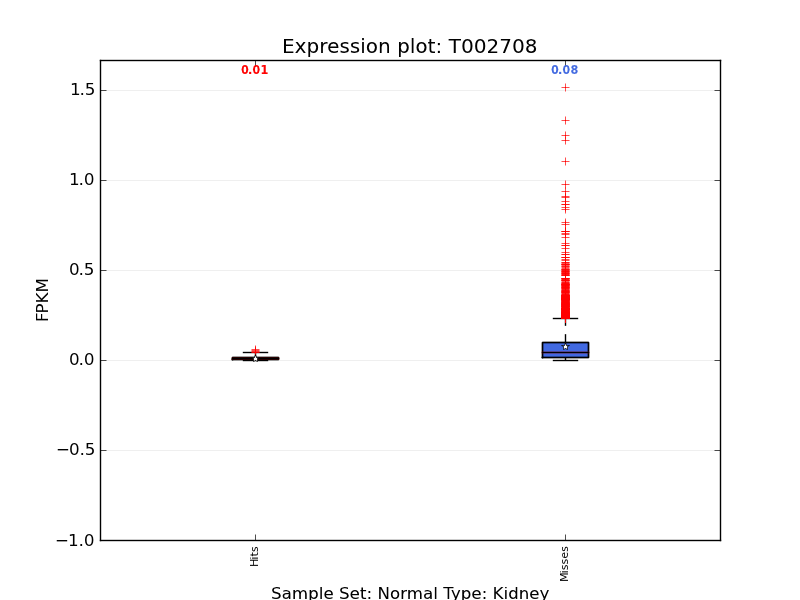 Expression plot: T002708
0.01
0.08
1.5
1.0
0.5
0.0
−0.5
−1.0
FPKM
Hits
Misses
Sample Set: Normal Type: Kidney